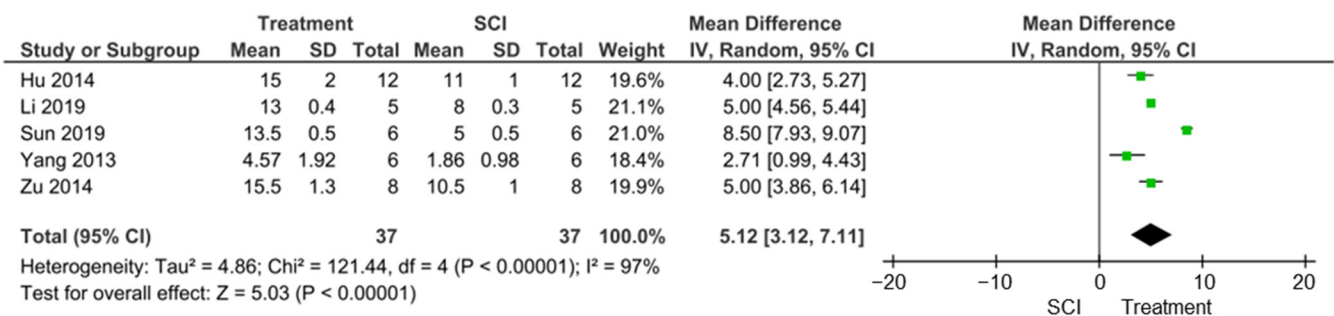 Treatment SCI Mean Difference Mean Difference
Study or Subgroup Mean SD Total Mean SD Total Weight IV, Random, 95% CI IV, Random, 95% CI
Hu 2014 15 2 12 11 1 12 19.6% 4.00 [2.73, 5.27]
Li 2019 13 0.4 5 8 0.3 5 21.1% 5.00 [4.56, 5.44]
Sun 2019 13.5 0.5 6 5 0.5 6 21.0% 8.50 [7.93, 9.07]
Yang 2013 4.57 1.92 6 1.86 0.98 6 18.4% 2.71 [0.99, 4.43]
Zu 2014 15.5 1.3 8 10.5 1 8 19.9% 5.00 [3.86, 6.14]
Total (95% CI) 37 37 100.0% 5.12 [3.12, 7.11]
Heterogeneity: Tau² = 4.86; Chi² = 121.44, df = 4 (P < 0.00001); I² = 97%
Test for overall effect: Z = 5.03 (P < 0.00001)
−20 −10 0 10 20
SCI Treatment